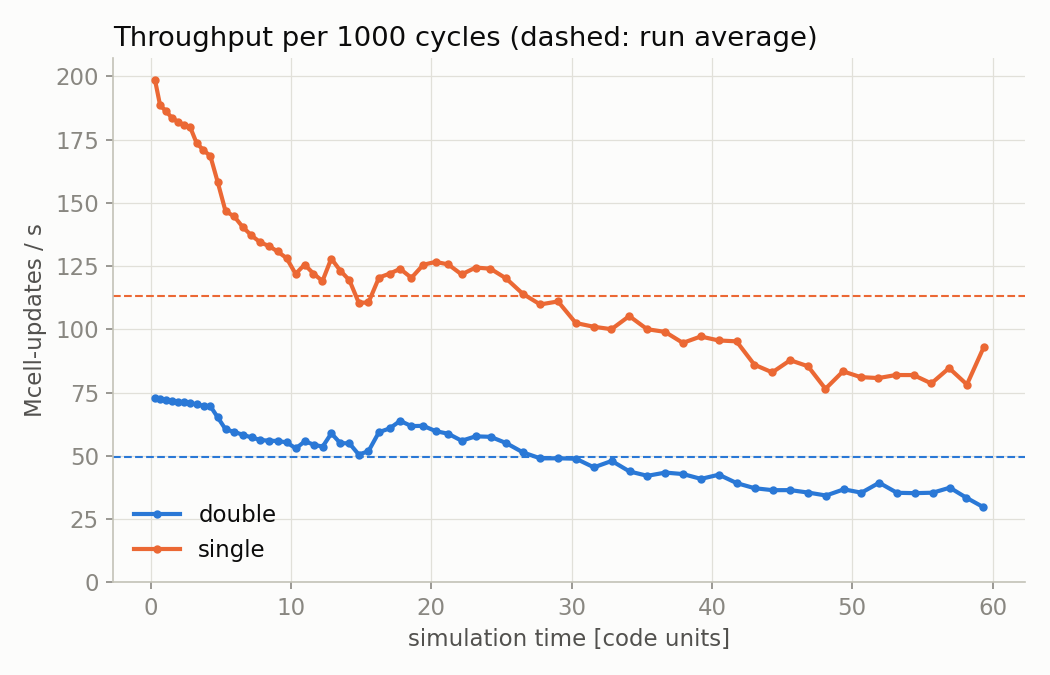 Throughput per 1000 cycles (dashed: run average)
Mcell-updates / s
200
175
150
125
100
75
50
25
0
double
single
0 10 20 30 40 50 60
simulation time [code units]